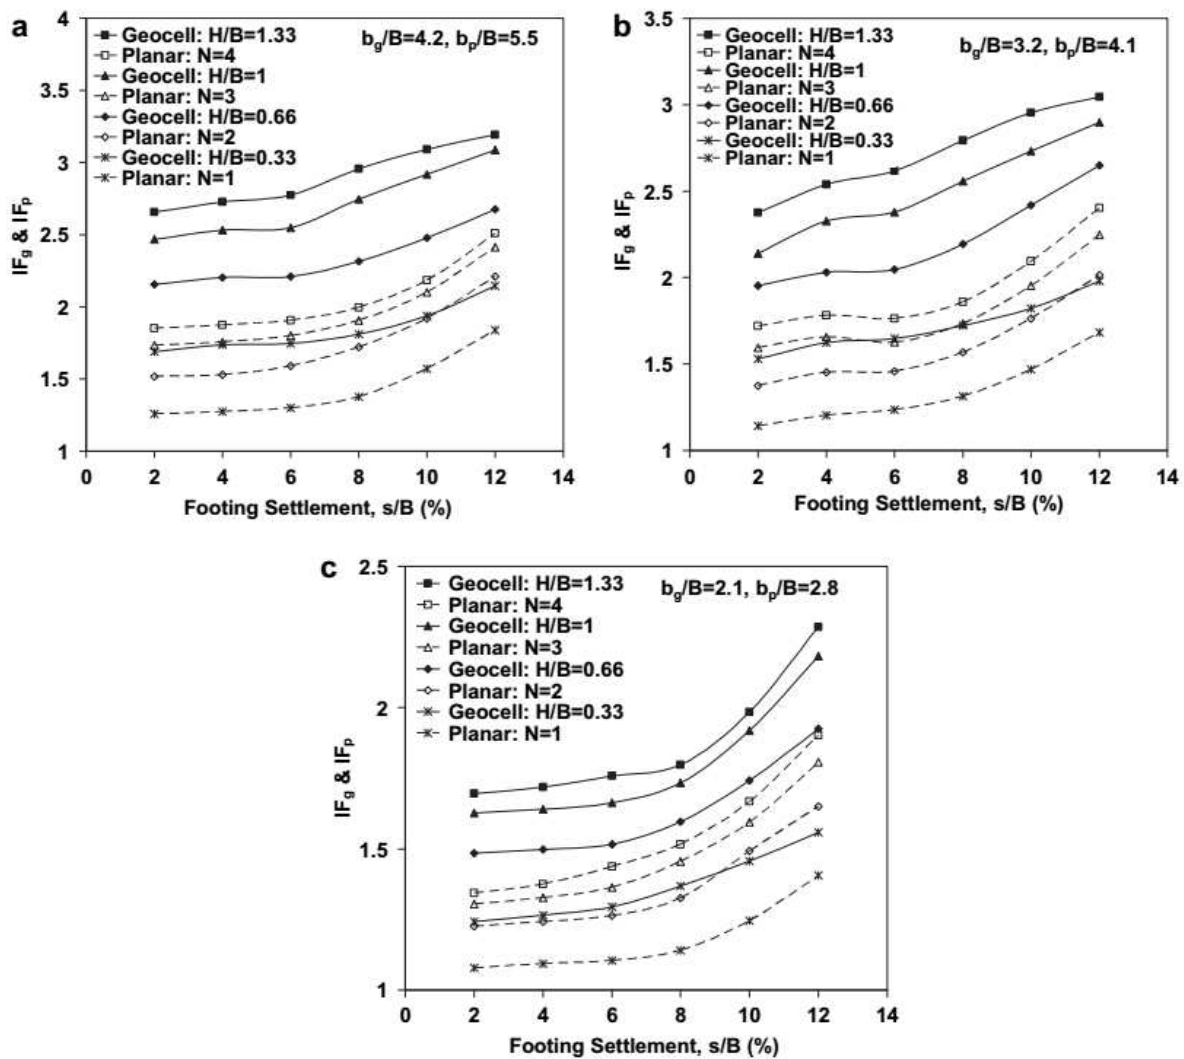 a
4
3.5
3
2.5
2
1.5
1
IFg & IFp
Geocell: H/B=1.33
Planar: N=4
Geocell: H/B=1
Planar: N=3
Geocell: H/B=0.66
Planar: N=2
Geocell: H/B=0.33
Planar: N=1
bg/B=4.2, bp/B=5.5
0 2 4 6 8 10 12 14
Footing Settlement, s/B (%)
b
3.5
3
2.5
2
1.5
1
IFg & IFp
Geocell: H/B=1.33
Planar: N=4
Geocell: H/B=1
Planar: N=3
Geocell: H/B=0.66
Planar: N=2
Geocell: H/B=0.33
Planar: N=1
bg/B=3.2, bp/B=4.1
0 2 4 6 8 10 12 14
Footing Settlement, s/B (%)
c
2.5
2
1.5
1
IFg & IFp
Geocell: H/B=1.33
Planar: N=4
Geocell: H/B=1
Planar: N=3
Geocell: H/B=0.66
Planar: N=2
Geocell: H/B=0.33
Planar: N=1
bg/B=2.1, bp/B=2.8
0 2 4 6 8 10 12 14
Footing Settlement, s/B (%)